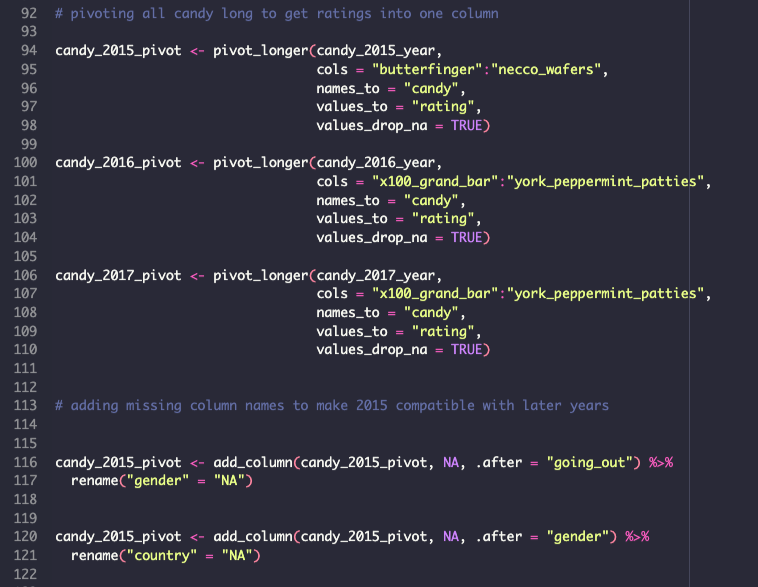 92 # pivoting all candy long to get ratings into one column
93
94 candy_2015_pivot <- pivot_longer(candy_2015_year,
95 cols = "butterfinger":"necco_wafers",
96 names_to = "candy",
97 values_to = "rating",
98 values_drop_na = TRUE)
99
100 candy_2016_pivot <- pivot_longer(candy_2016_year,
101 cols = "x100_grand_bar":"york_peppermint_patties",
102 names_to = "candy",
103 values_to = "rating",
104 values_drop_na = TRUE)
105
106 candy_2017_pivot <- pivot_longer(candy_2017_year,
107 cols = "x100_grand_bar":"york_peppermint_patties",
108 names_to = "candy",
109 values_to = "rating",
110 values_drop_na = TRUE)
111
112
113 # adding missing column names to make 2015 compatible with later years
114
115
116 candy_2015_pivot <- add_column(candy_2015_pivot, NA, .after = "going_out") %>%
117 rename("gender" = "NA")
118
119
120 candy_2015_pivot <- add_column(candy_2015_pivot, NA, .after = "gender") %>%
121 rename("country" = "NA")
122